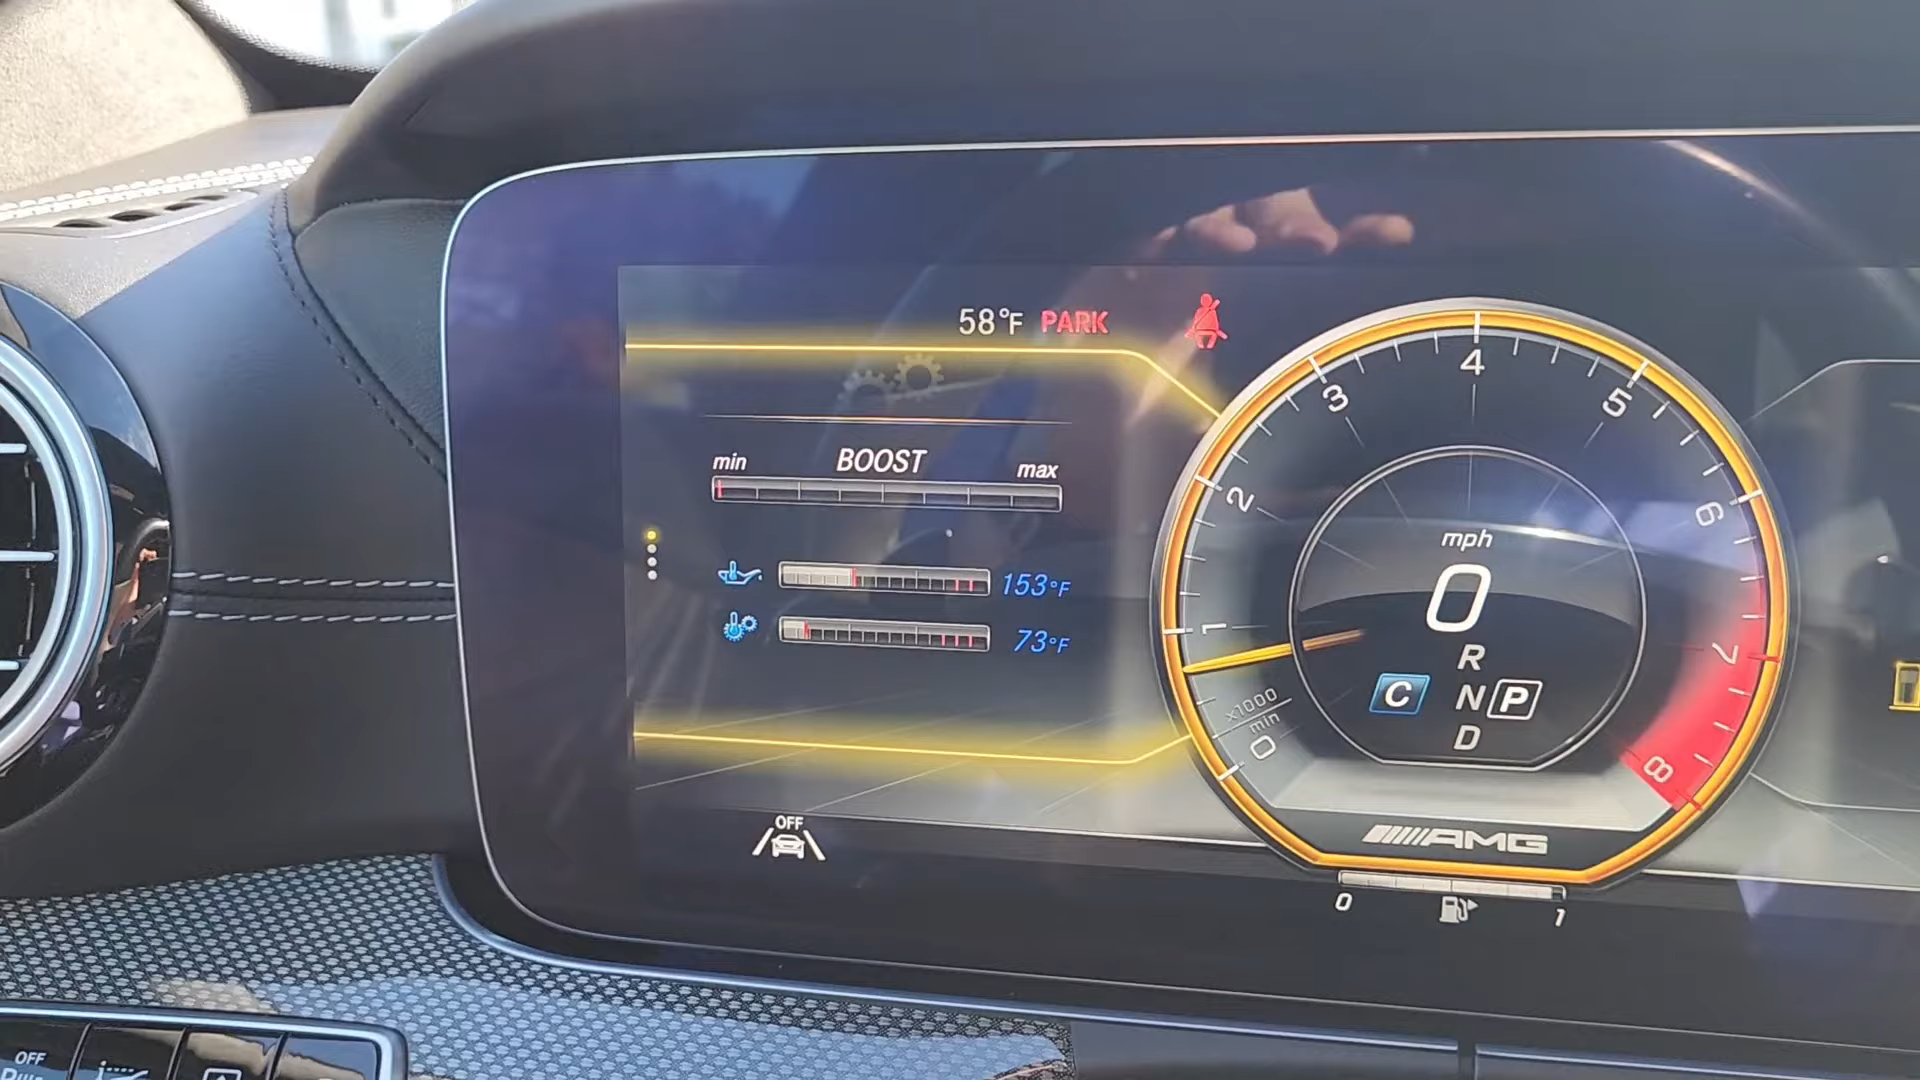 58°F PARK
min BOOST max
153°F
73°F
OFF
0 1 2 3 4 5 6 7 8
x1000
min
mph
0
R
C N P
D
AMG
0 1
OFF